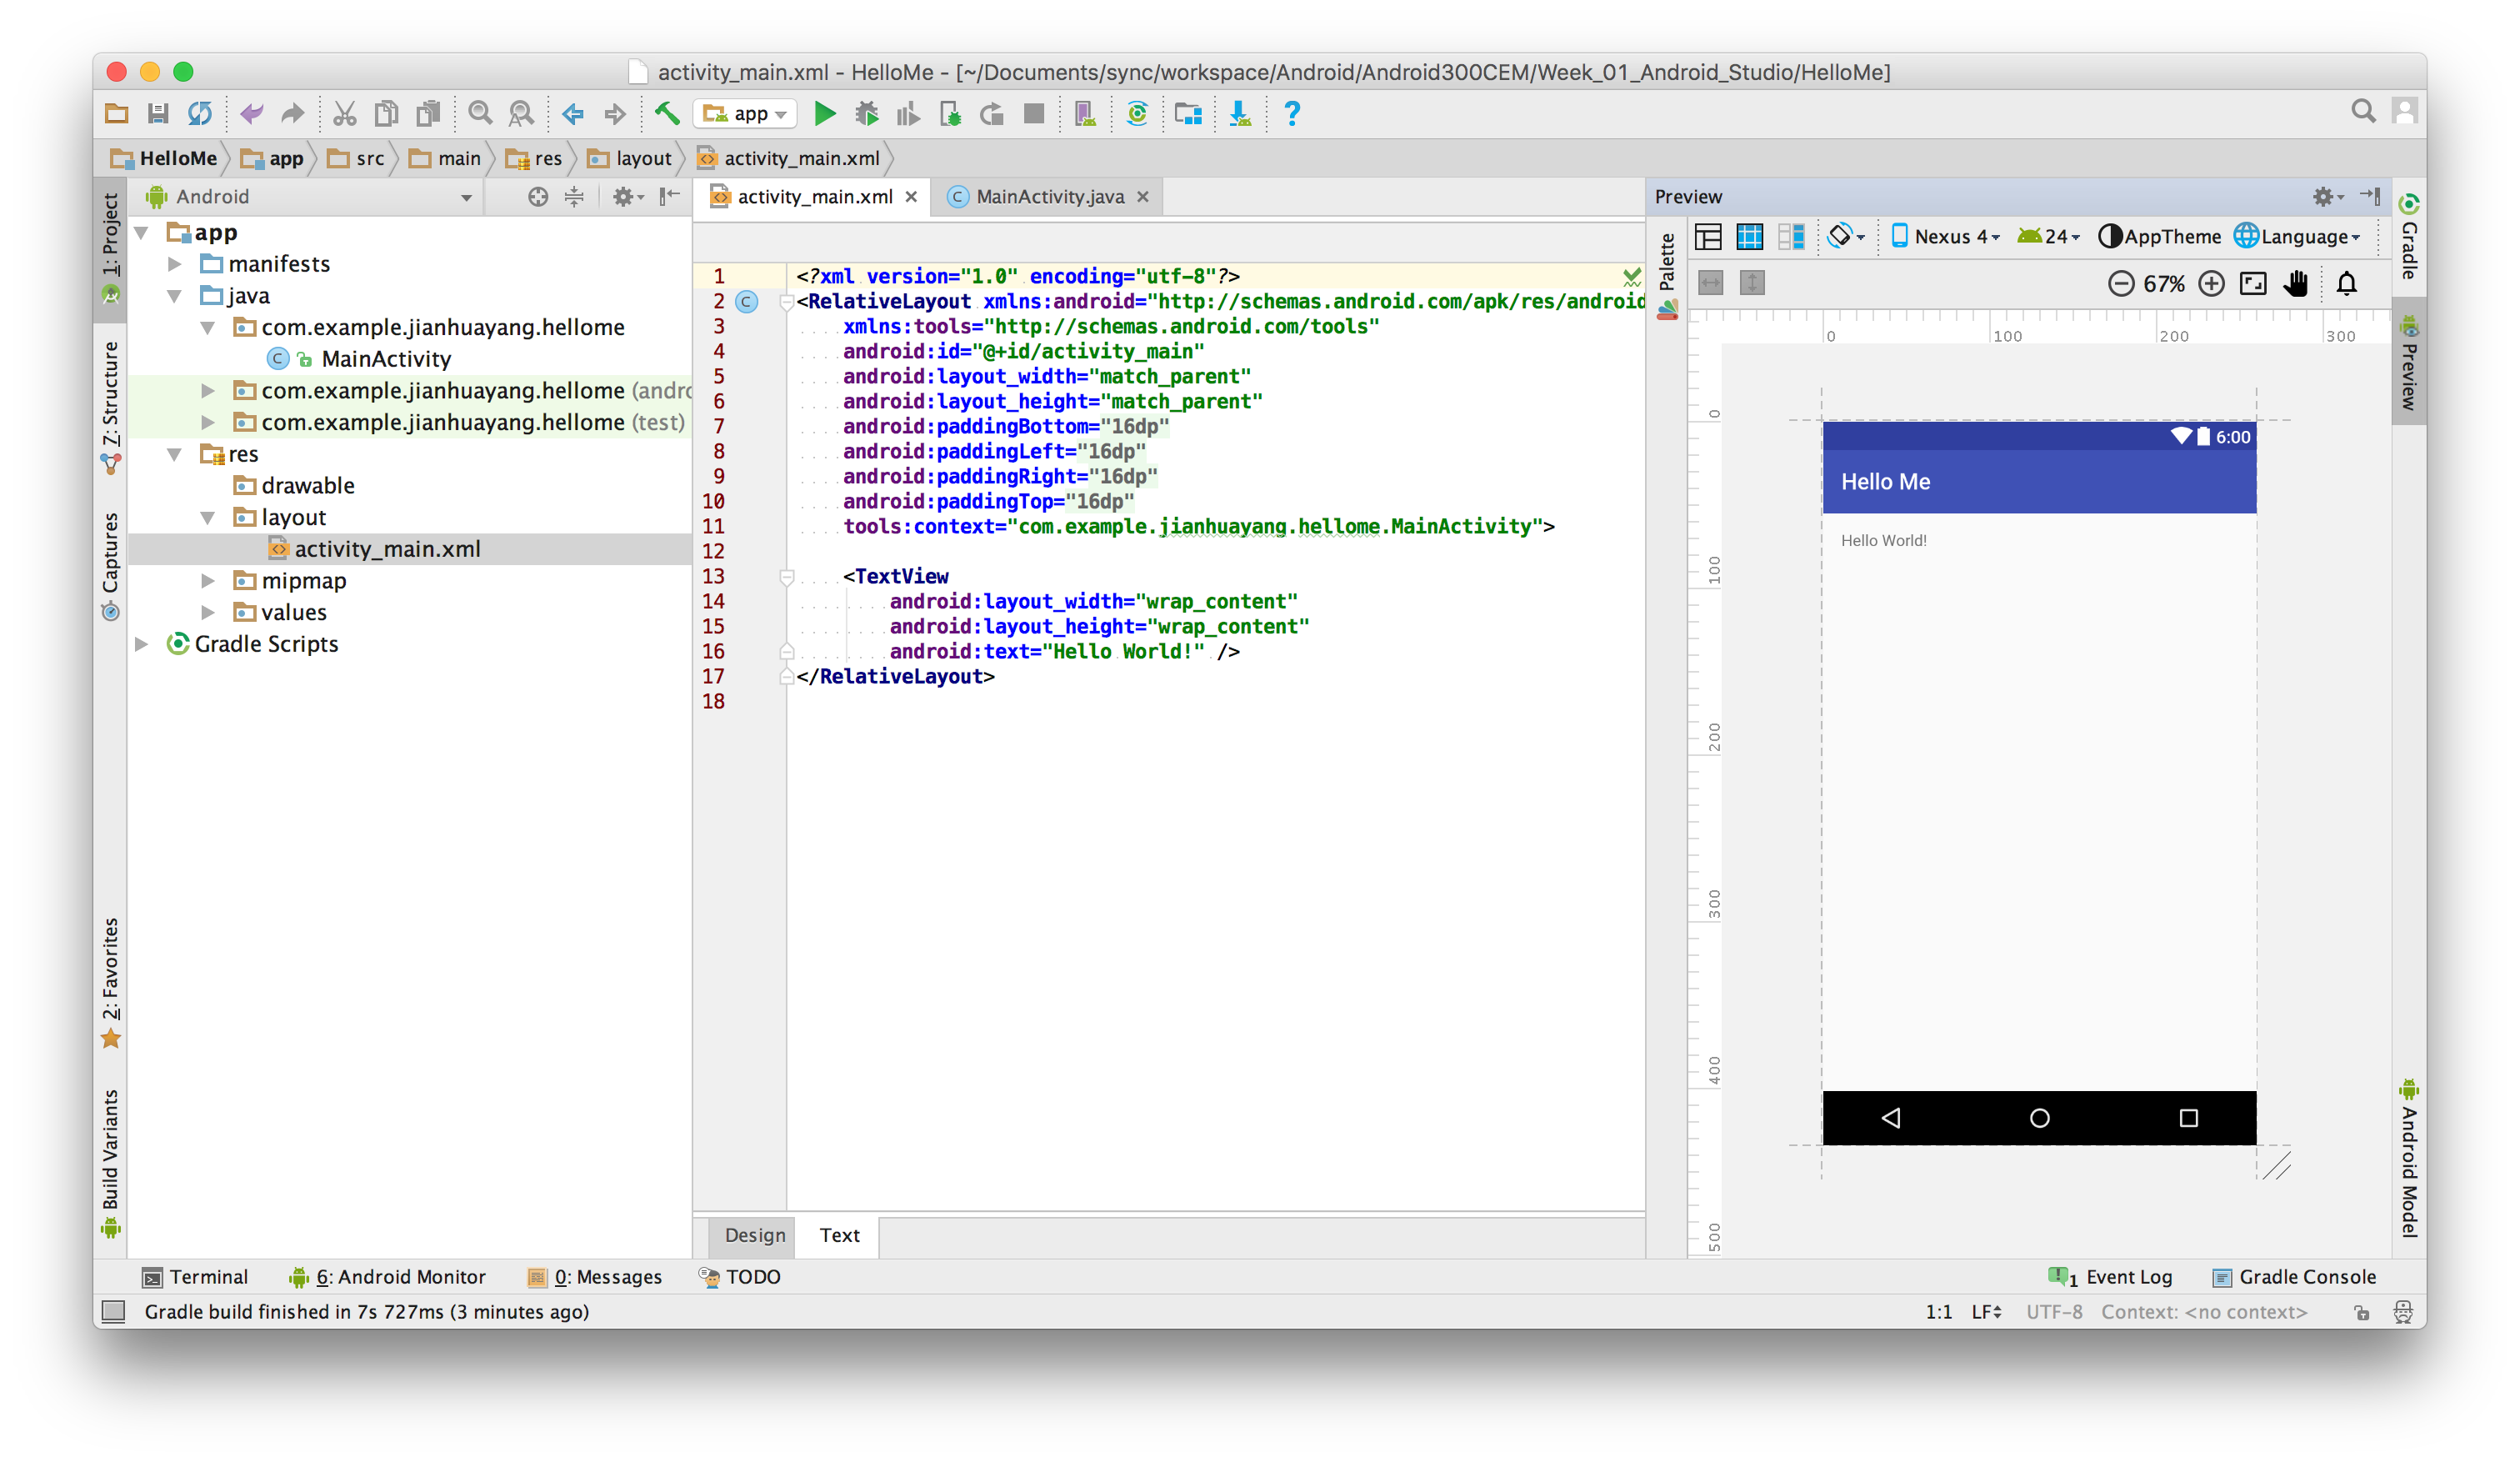 activity_main.xml - HelloMe - [~/Documents/sync/workspace/Android/Android300CEM/Week_01_Android_Studio/HelloMe]
app
HelloMe app src main res layout activity_main.xml
1: Project
7: Structure
Captures
2: Favorites
Build Variants
Android
app
manifests
java
com.example.jianhuayang.hellome
MainActivity
com.example.jianhuayang.hellome (andro
com.example.jianhuayang.hellome (test)
res
drawable
layout
activity_main.xml
mipmap
values
Gradle Scripts
activity_main.xml MainActivity.java
1 <?xml version="1.0" encoding="utf-8"?>
2 <RelativeLayout xmlns:android="http://schemas.android.com/apk/res/android
3 xmlns:tools="http://schemas.android.com/tools"
4 android:id="@+id/activity_main"
5 android:layout_width="match_parent"
6 android:layout_height="match_parent"
7 android:paddingBottom="16dp"
8 android:paddingLeft="16dp"
9 android:paddingRight="16dp"
10 android:paddingTop="16dp"
11 tools:context="com.example.jianhuayang.hellome.MainActivity">
12
13 <TextView
14 android:layout_width="wrap_content"
15 android:layout_height="wrap_content"
16 android:text="Hello World!" />
17 </RelativeLayout>
18
Design Text
Preview
Palette
Nexus 4 24 AppTheme Language
67%
0 100 200 300
0
100
200
300
400
500
6:00
Hello Me
Hello World!
Gradle
Preview
Android Model
Terminal 6: Android Monitor 0: Messages TODO 1 Event Log Gradle Console
Gradle build finished in 7s 727ms (3 minutes ago) 1:1 LF UTF-8 Context: <no context>